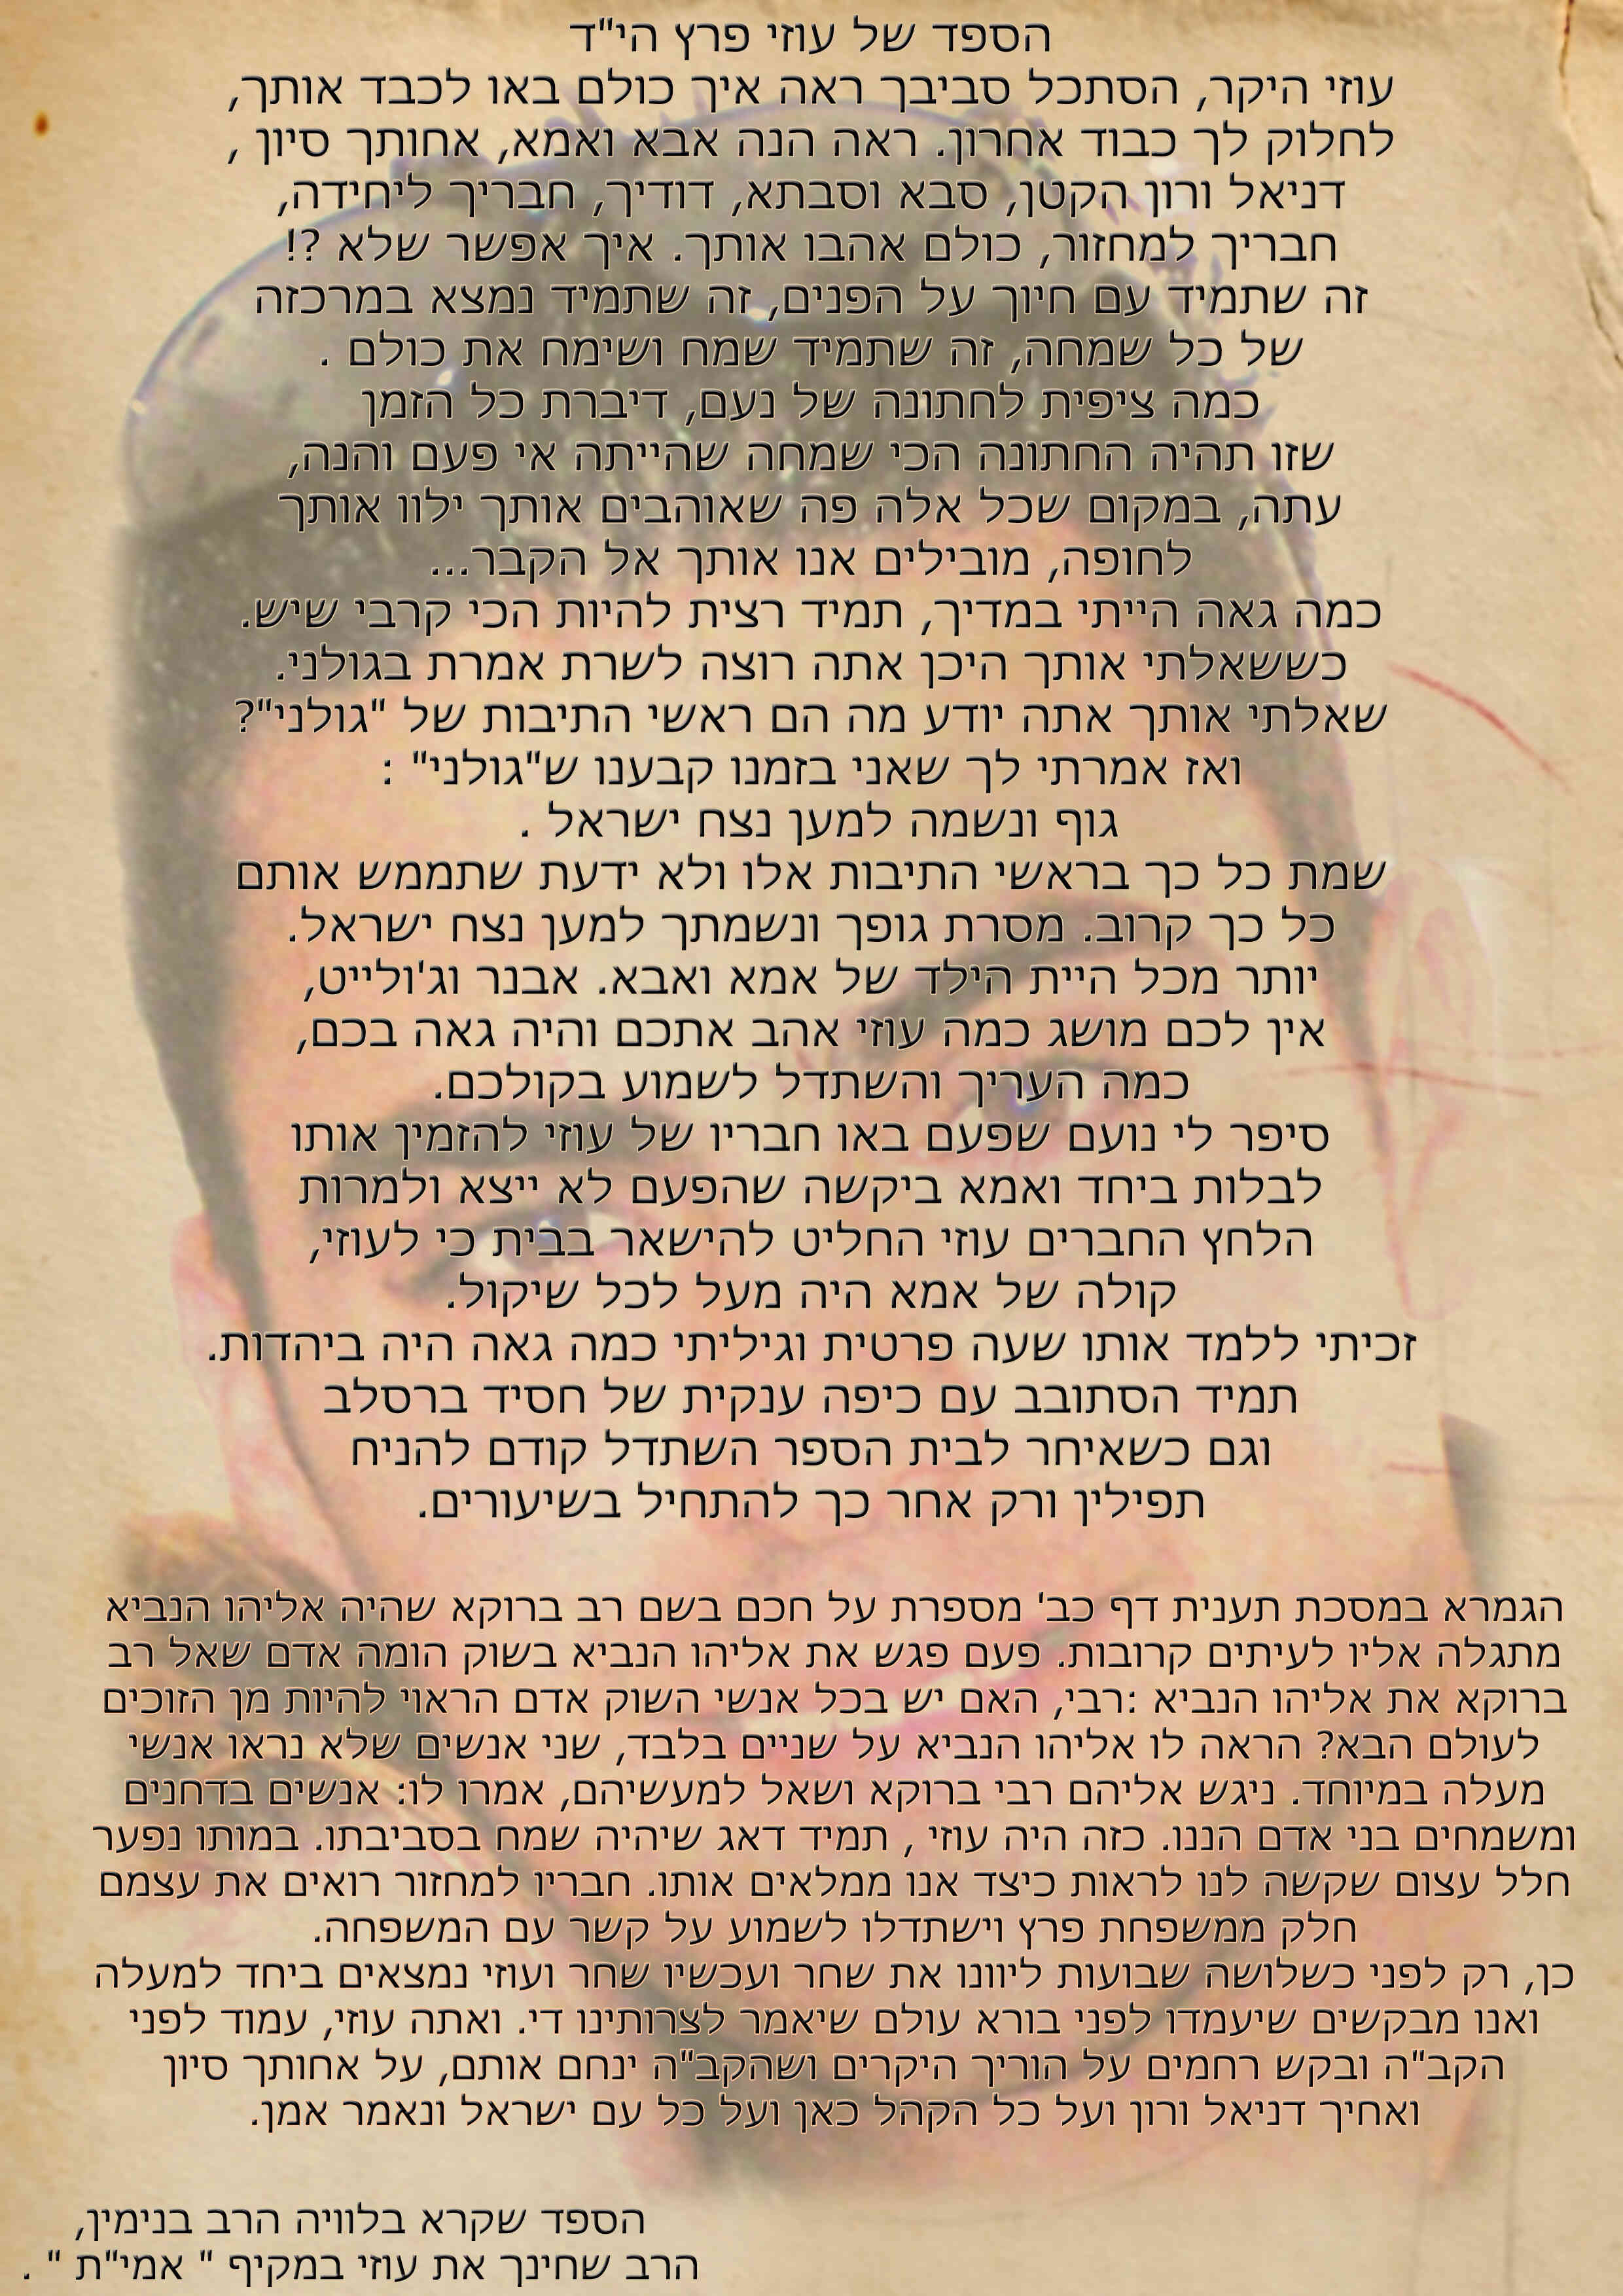 הספד של עוזי פרץ הי"ד
עוזי היקר, הסתכל סביבך ראה איך כולם באו לכבד אותך,
לחלוק לך כבוד אחרון. ראה הנה אבא ואמא, אחותך סיון ,
דניאל ורון הקטן, סבא וסבתא, דודיך, חבריך ליחידה,
חבריך למחזור, כולם אהבו אותך. איך אפשר שלא ?!
זה שתמיד עם חיוך על הפנים, זה שתמיד נמצא במרכזה
של כל שמחה, זה שתמיד שמח ושימח את כולם .
כמה ציפית לחתונה של נעם, דיברת כל הזמן
שזו תהיה החתונה הכי שמחה שהייתה אי פעם והנה,
עתה, במקום שכל אלה פה שאוהבים אותך ילוו אותך
לחופה, מובילים אנו אותך אל הקבר...
כמה גאה הייתי במדיך, תמיד רצית להיות הכי קרבי שיש.
כששאלתי אותך היכן אתה רוצה לשרת אמרת בגולני.
שאלתי אותך אתה יודע מה הם ראשי התיבות של "גולני"?
ואז אמרתי לך שאני בזמנו קבענו ש"גולני" :
גוף ונשמה למען נצח ישראל .
שמת כל כך בראשי התיבות אלו ולא ידעת שתממש אותם
כל כך קרוב. מסרת גופך ונשמתך למען נצח ישראל.
יותר מכל היית הילד של אמא ואבא. אבנר וג'ולייט,
אין לכם מושג כמה עוזי אהב אתכם והיה גאה בכם,
כמה העריך והשתדל לשמוע בקולכם.
סיפר לי נועם שפעם באו חבריו של עוזי להזמין אותו
לבלות ביחד ואמא ביקשה שהפעם לא ייצא ולמרות
הלחץ החברים עוזי החליט להישאר בבית כי לעוזי,
קולה של אמא היה מעל לכל שיקול.
זכיתי ללמד אותו שעה פרטית וגיליתי כמה גאה היה ביהדות.
תמיד הסתובב עם כיפה ענקית של חסיד ברסלב
וגם כשאיחר לבית הספר השתדל קודם להניח
תפילין ורק אחר כך להתחיל בשיעורים.
הגמרא במסכת תענית דף כב' מספרת על חכם בשם רב ברוקא שהיה אליהו הנביא
מתגלה אליו לעיתים קרובות. פעם פגש את אליהו הנביא בשוק הומה אדם שאל רב
ברוקא את אליהו הנביא :רבי, האם יש בכל אנשי השוק אדם הראוי להיות מן הזוכים
לעולם הבא? הראה לו אליהו הנביא על שניים בלבד, שני אנשים שלא נראו אנשי
מעלה במיוחד. ניגש אליהם רבי ברוקא ושאל למעשיהם, אמרו לו: אנשים בדחנים
ומשמחים בני אדם הננו. כזה היה עוזי , תמיד דאג שיהיה שמח בסביבתו. במותו נפער
חלל עצום שקשה לנו לראות כיצד אנו ממלאים אותו. חבריו למחזור רואים את עצמם
חלק ממשפחת פרץ וישתדלו לשמוע על קשר עם המשפחה.
כן, רק לפני כשלושה שבועות ליוונו את שחר ועכשיו שחר ועוזי נמצאים ביחד למעלה
ואנו מבקשים שיעמדו לפני בורא עולם שיאמר לצרותינו די. ואתה עוזי, עמוד לפני
הקב"ה ובקש רחמים על הוריך היקרים ושהקב"ה ינחם אותם, על אחותך סיון
ואחיך דניאל ורון ועל כל הקהל כאן ועל כל עם ישראל ונאמר אמן.
הספד שקרא בלוויה הרב בנימין,
הרב שחינך את עוזי במקיף " אמי"ת " .